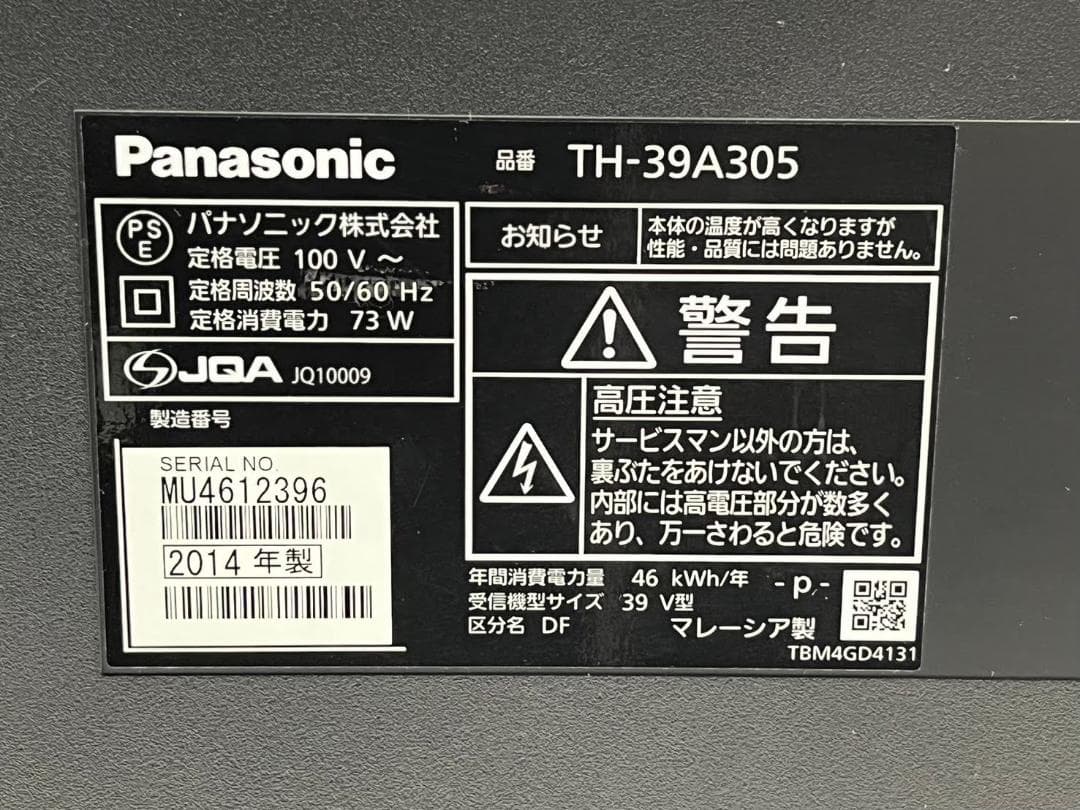 Panasonic 品番 TH-39A305
PS
E
パナソニック株式会社
定格電圧 100 V ～
定格周波数 50/60 Hz
定格消費電力 73 W
JQA JQ10009
製造番号
SERIAL NO.
MU4612396
2014 年製
お知らせ
本体の温度が高くなりますが
性能・品質には問題ありません。
警告
高圧注意
サービスマン以外の方は、
裏ぶたをあけないでください。
内部には高電圧部分が数多く
あり、万一さわると危険です。
年間消費電力量 46 kWh/年
受信機型サイズ 39 V型
区分名 DF
-p.-
マレーシア製
TBM4GD4131